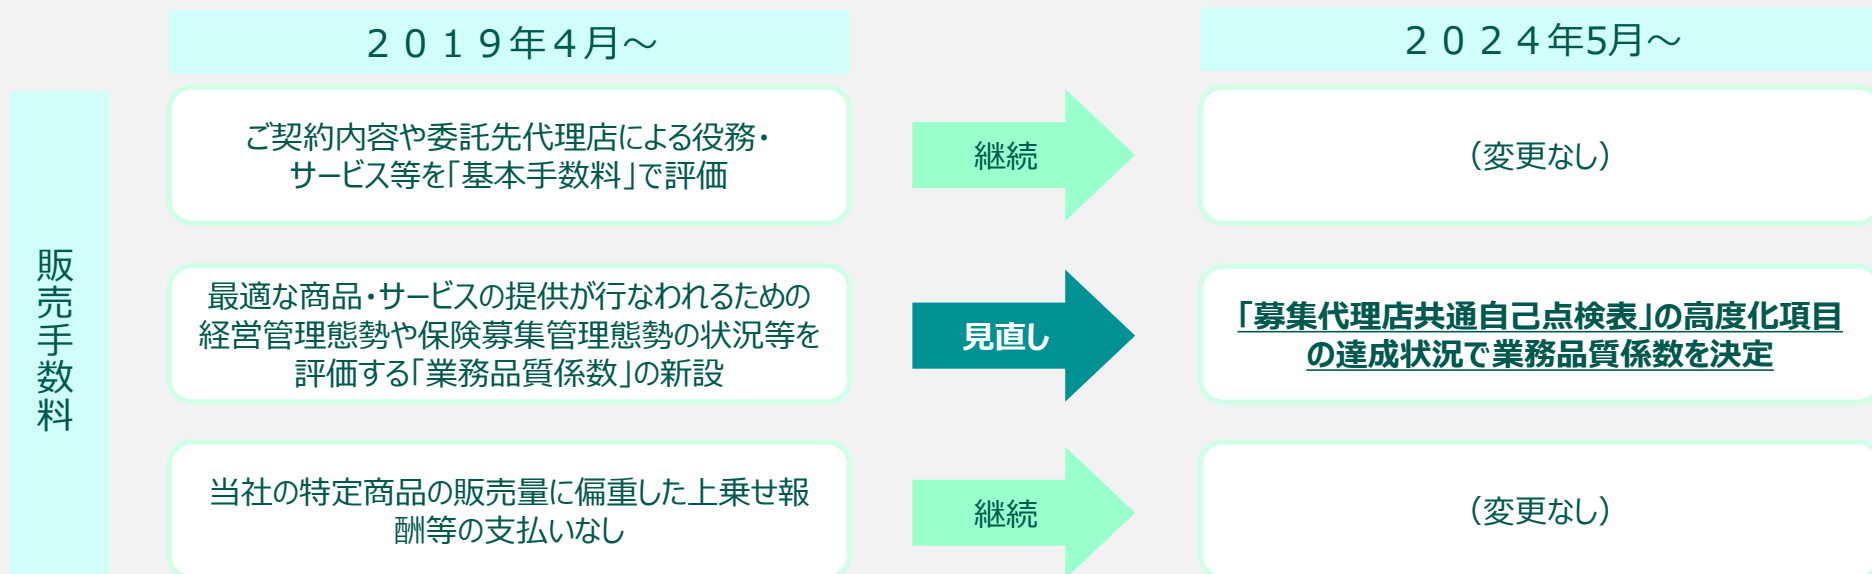 ２０１９年４月～
２０２４年5月～
販売手数料
ご契約内容や委託先代理店による役務・
サービス等を「基本手数料」で評価
継続
（変更なし）
最適な商品・サービスの提供が行なわれるための
経営管理態勢や保険募集管理態勢の状況等を
評価する「業務品質係数」の新設
見直し
「募集代理店共通自己点検表」の高度化項目
の達成状況で業務品質係数を決定
当社の特定商品の販売量に偏重した上乗せ報
酬等の支払いなし
継続
（変更なし）